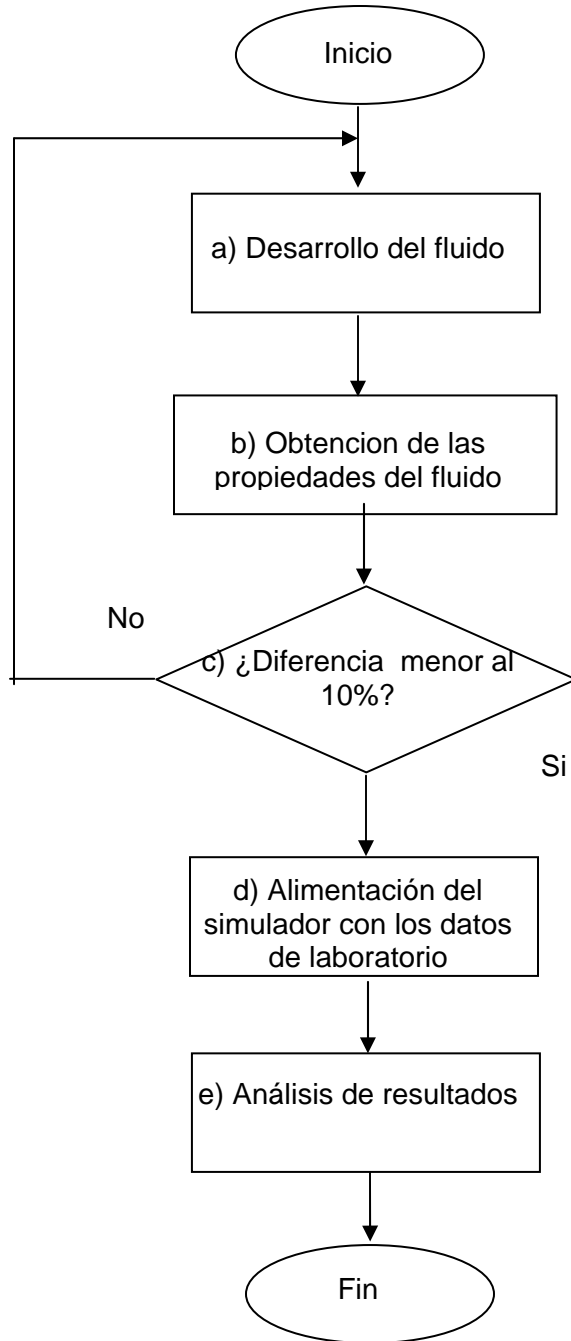 Inicio
a) Desarrollo del fluido
b) Obtencion de las
propiedades del fluido
No
c) ¿Diferencia menor al
10%?
Si
d) Alimentación del
simulador con los datos
de laboratorio
e) Análisis de resultados
Fin